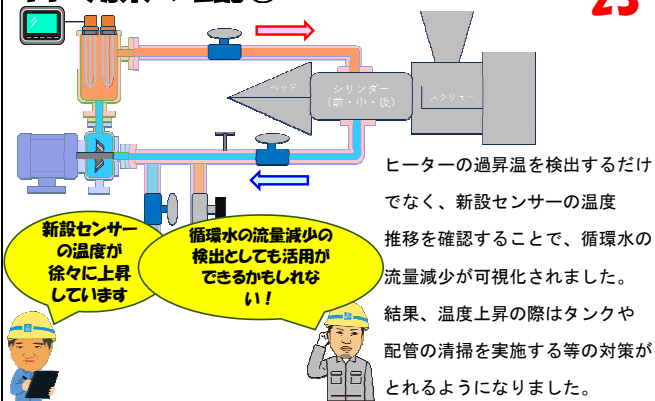 23
ヘッド
シリンダー
(前・中・後)
スクリュー
ヒーターの過昇温を検出するだけ
でなく、新設センサーの温度
推移を確認することで、循環水の
流量減少が可視化されました。
結果、温度上昇の際はタンクや
配管の清掃を実施する等の対策が
とれるようになりました。
新設センサー
の温度が
徐々に上昇
しています
循環水の流量減少の
検出としても活用が
できるかもしれな
い！